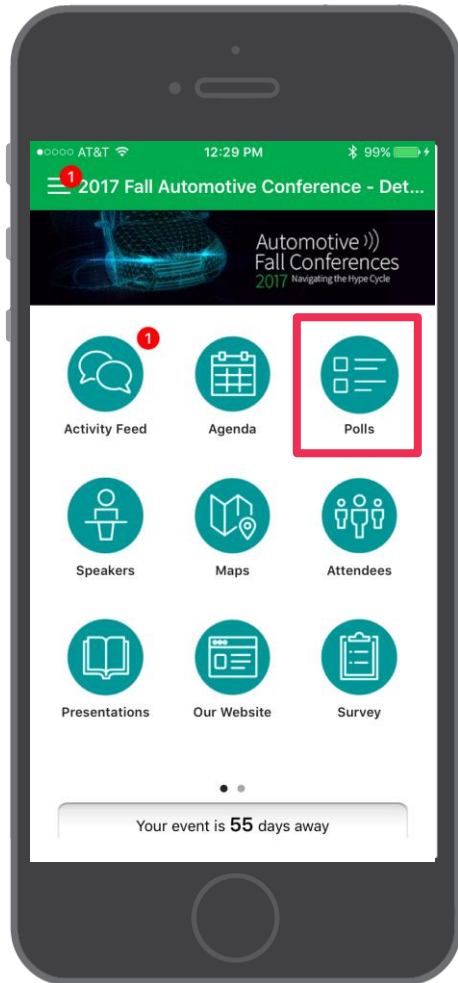 AT&T 12:29 PM 99%
1
2017 Fall Automotive Conference - Det...
Automotive
Fall Conferences
2017 Navigating the Hype Cycle
1
Activity Feed Agenda Polls
Speakers Maps Attendees
Presentations Our Website Survey
Your event is 55 days away